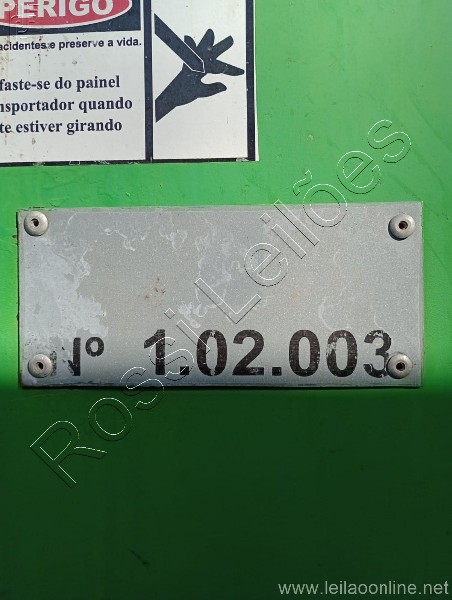 PERIGO
acidentes e preserve a vida.
faste-se do painel
nsportador quando
te estiver girando
Nº 1.02.003
Rossi Leilões
www.leilaoonline.net